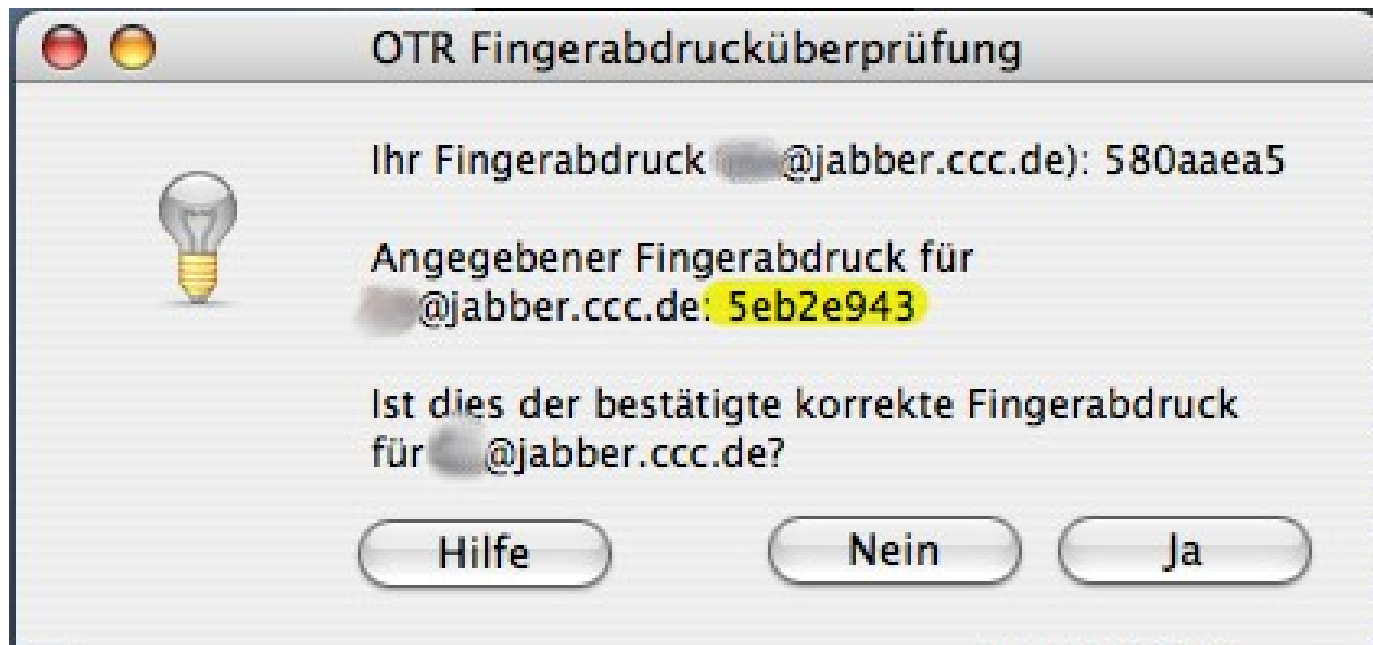 OTR Fingerabdrucküberprüfung
Ihr Fingerabdruck @jabber.ccc.de): 580aaea5
Angegebener Fingerabdruck für
@jabber.ccc.de: 5eb2e943
Ist dies der bestätigte korrekte Fingerabdruck
für @jabber.ccc.de?
Hilfe Nein Ja